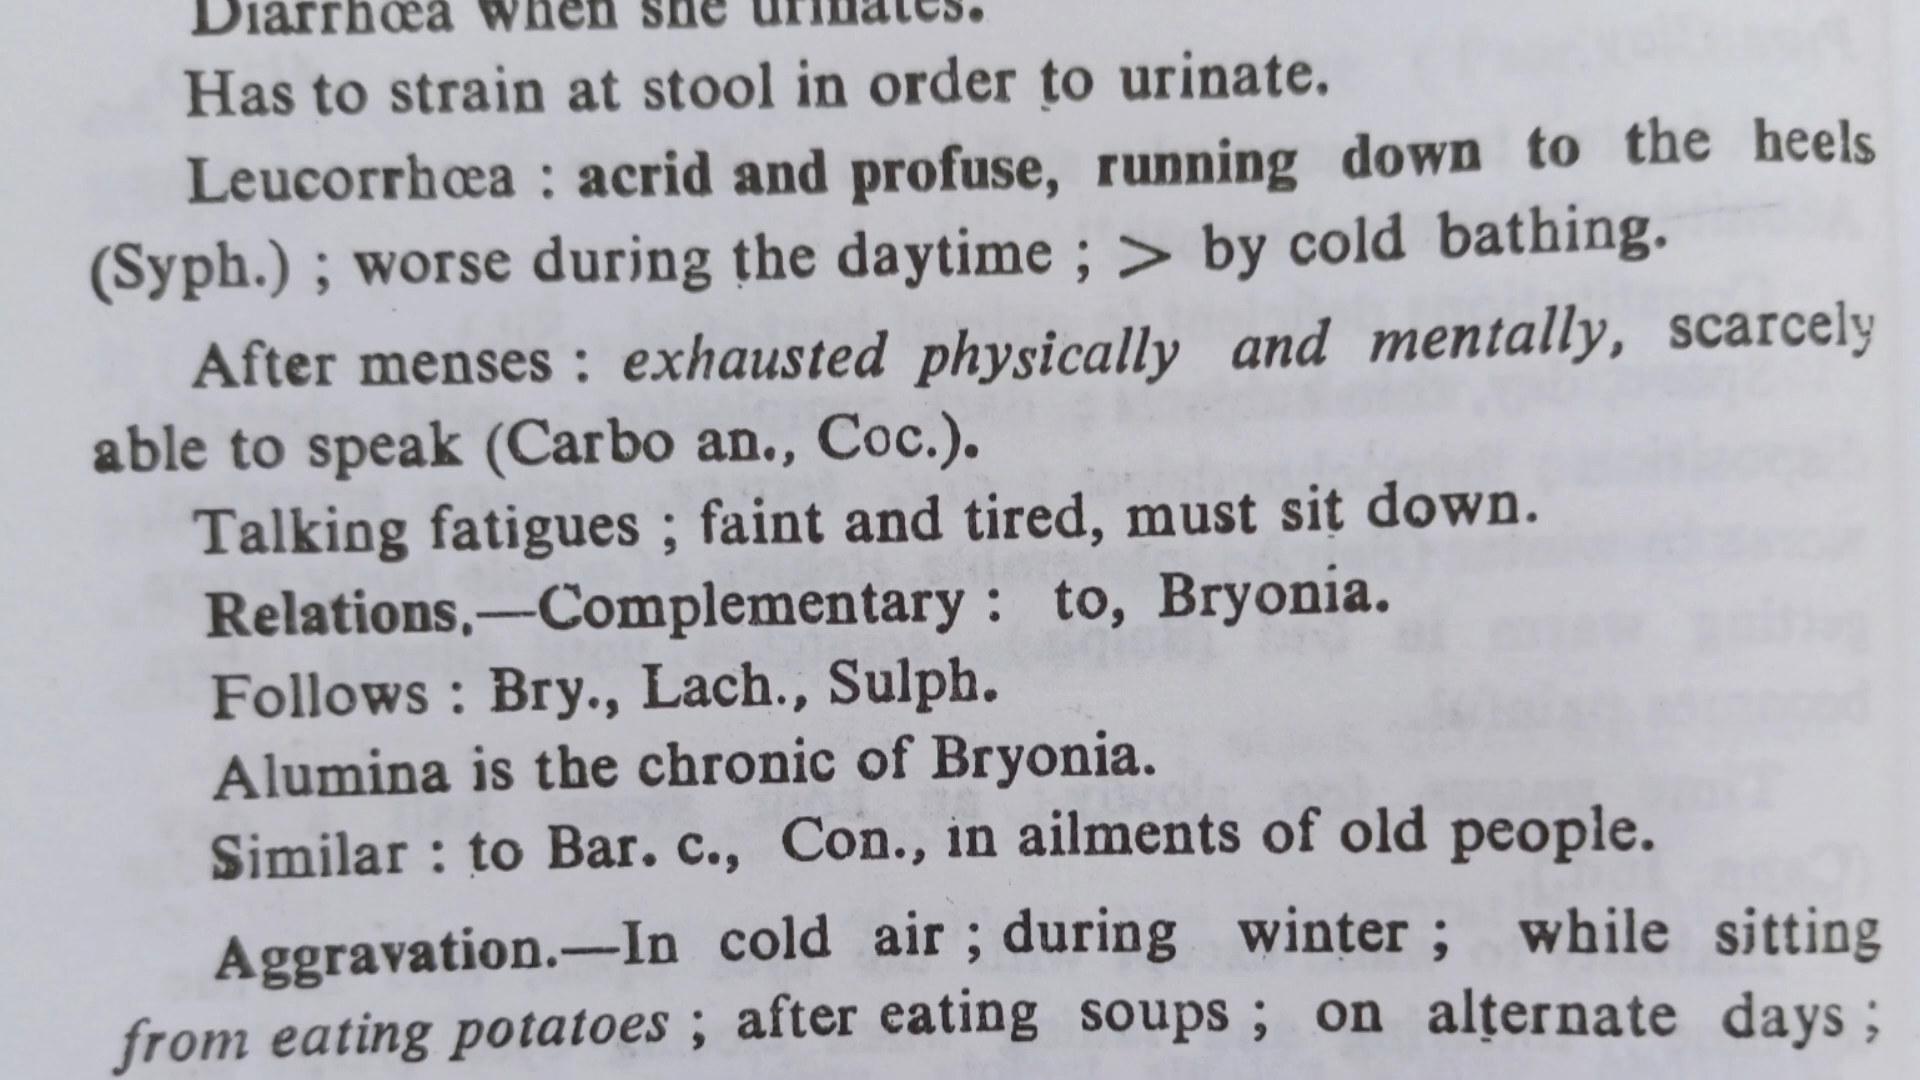 Diarrhœa when she urinates.
Has to strain at stool in order to urinate.
Leucorrhœa : acrid and profuse, running down to the heels
(Syph.) ; worse during the daytime ; > by cold bathing.
After menses : exhausted physically and mentally, scarcely
able to speak (Carbo an., Coc.).
Talking fatigues ; faint and tired, must sit down.
Relations.—Complementary : to, Bryonia.
Follows : Bry., Lach., Sulph.
Alumina is the chronic of Bryonia.
Similar : to Bar. c., Con., in ailments of old people.
Aggravation.—In cold air ; during winter ; while sitting
from eating potatoes ; after eating soups ; on alternate days ;